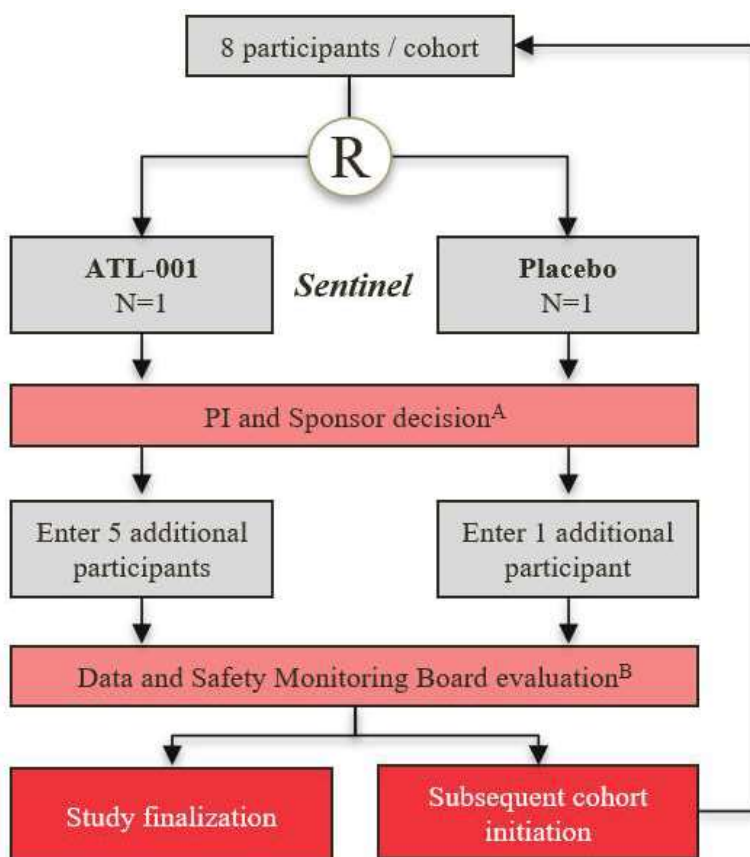 8 participants / cohort
R
ATL-001
N=1
Sentinel
Placebo
N=1
PI and Sponsor decisionᴬ
Enter 5 additional
participants
Enter 1 additional
participant
Data and Safety Monitoring Board evaluationᴮ
Study finalization
Subsequent cohort
initiation